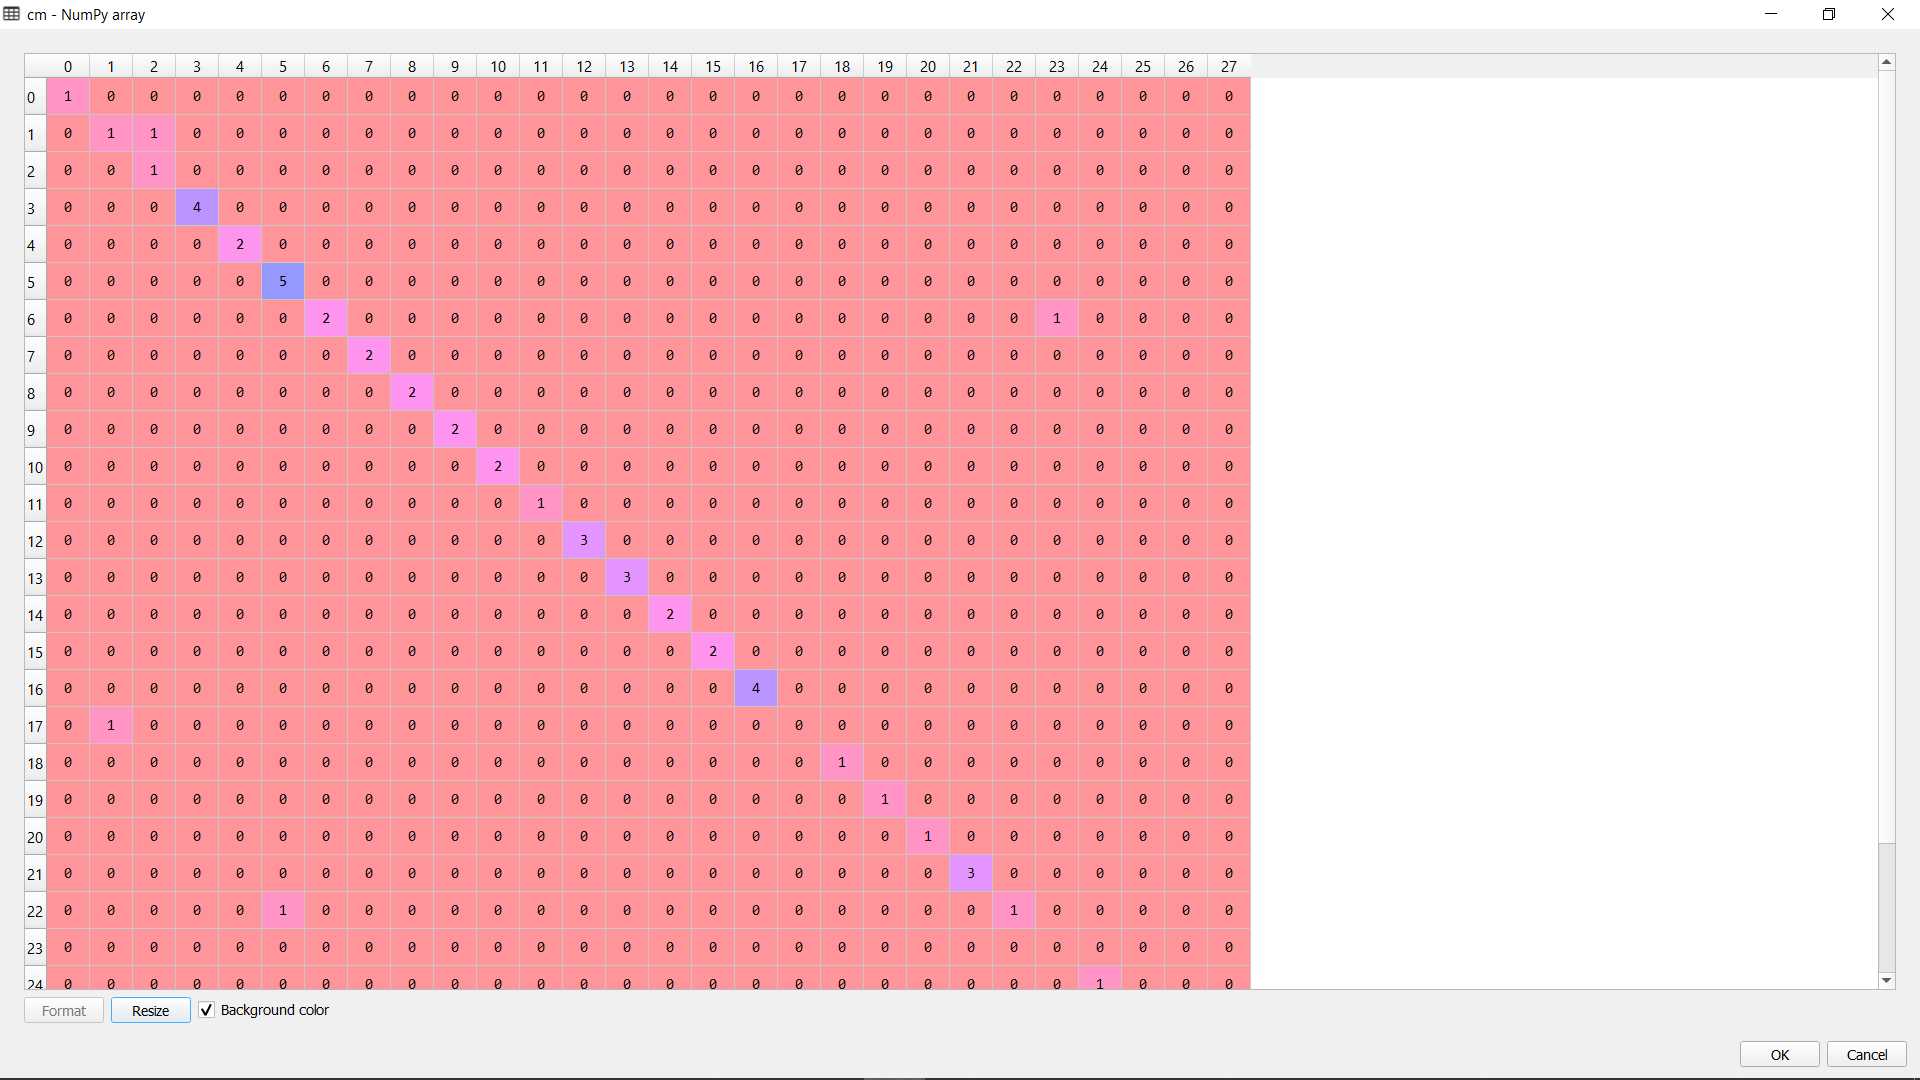 cm - NumPy array
0 1 2 3 4 5 6 7 8 9 10 11 12 13 14 15 16 17 18 19 20 21 22 23 24 25 26 27
0 1 0 0 0 0 0 0 0 0 0 0 0 0 0 0 0 0 0 0 0 0 0 0 0 0 0 0 0
1 0 1 1 0 0 0 0 0 0 0 0 0 0 0 0 0 0 0 0 0 0 0 0 0 0 0 0 0
2 0 0 1 0 0 0 0 0 0 0 0 0 0 0 0 0 0 0 0 0 0 0 0 0 0 0 0 0
3 0 0 0 4 0 0 0 0 0 0 0 0 0 0 0 0 0 0 0 0 0 0 0 0 0 0 0 0
4 0 0 0 0 2 0 0 0 0 0 0 0 0 0 0 0 0 0 0 0 0 0 0 0 0 0 0 0
5 0 0 0 0 0 5 0 0 0 0 0 0 0 0 0 0 0 0 0 0 0 0 0 0 0 0 0 0
6 0 0 0 0 0 0 2 0 0 0 0 0 0 0 0 0 0 0 0 0 0 0 0 1 0 0 0 0
7 0 0 0 0 0 0 0 2 0 0 0 0 0 0 0 0 0 0 0 0 0 0 0 0 0 0 0 0
8 0 0 0 0 0 0 0 0 2 0 0 0 0 0 0 0 0 0 0 0 0 0 0 0 0 0 0 0
9 0 0 0 0 0 0 0 0 0 2 0 0 0 0 0 0 0 0 0 0 0 0 0 0 0 0 0 0
10 0 0 0 0 0 0 0 0 0 0 2 0 0 0 0 0 0 0 0 0 0 0 0 0 0 0 0 0
11 0 0 0 0 0 0 0 0 0 0 0 1 0 0 0 0 0 0 0 0 0 0 0 0 0 0 0 0
12 0 0 0 0 0 0 0 0 0 0 0 0 3 0 0 0 0 0 0 0 0 0 0 0 0 0 0 0
13 0 0 0 0 0 0 0 0 0 0 0 0 0 3 0 0 0 0 0 0 0 0 0 0 0 0 0 0
14 0 0 0 0 0 0 0 0 0 0 0 0 0 0 2 0 0 0 0 0 0 0 0 0 0 0 0 0
15 0 0 0 0 0 0 0 0 0 0 0 0 0 0 0 2 0 0 0 0 0 0 0 0 0 0 0 0
16 0 0 0 0 0 0 0 0 0 0 0 0 0 0 0 0 4 0 0 0 0 0 0 0 0 0 0 0
17 0 1 0 0 0 0 0 0 0 0 0 0 0 0 0 0 0 0 0 0 0 0 0 0 0 0 0 0
18 0 0 0 0 0 0 0 0 0 0 0 0 0 0 0 0 0 0 1 0 0 0 0 0 0 0 0 0
19 0 0 0 0 0 0 0 0 0 0 0 0 0 0 0 0 0 0 0 1 0 0 0 0 0 0 0 0
20 0 0 0 0 0 0 0 0 0 0 0 0 0 0 0 0 0 0 0 0 1 0 0 0 0 0 0 0
21 0 0 0 0 0 0 0 0 0 0 0 0 0 0 0 0 0 0 0 0 0 3 0 0 0 0 0 0
22 0 0 0 0 0 1 0 0 0 0 0 0 0 0 0 0 0 0 0 0 0 0 1 0 0 0 0 0
23 0 0 0 0 0 0 0 0 0 0 0 0 0 0 0 0 0 0 0 0 0 0 0 0 0 0 0 0
24 0 0 0 0 0 0 0 0 0 0 0 0 0 0 0 0 0 0 0 0 0 0 0 0 1 0 0 0
Format Resize Background color
OK Cancel